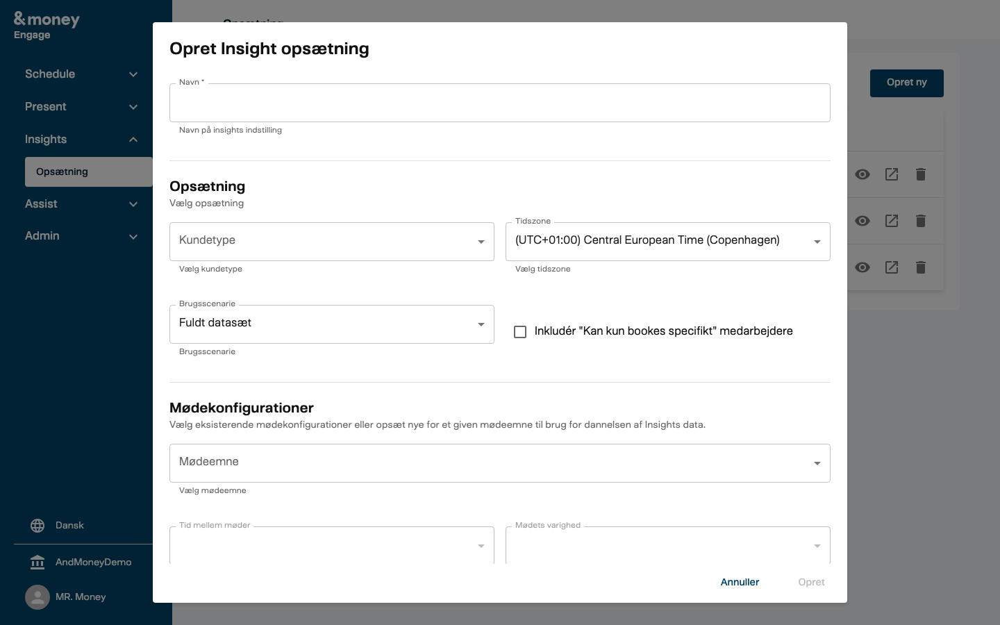 &money
Engage
Schedule
Present
Insights
Opsætning
Assist
Admin
Dansk
AndMoneyDemo
MR. Money
Opsætning
Opret ny
Opret Insight opsætning
Navn *
Navn på insights indstilling
Opsætning
Vælg opsætning
Kundetype
Vælg kundetype
Tidszone
(UTC+01:00) Central European Time (Copenhagen)
Vælg tidszone
Brugsscenarie
Fuldt datasæt
Brugsscenarie
Inkludér "Kan kun bookes specifikt" medarbejdere
Mødekonfigurationer
Vælg eksisterende mødekonfigurationer eller opsæt nye for et given mødeemne til brug for dannelsen af Insights data.
Mødeemne
Vælg mødeemne
Tid mellem møder
Mødets varighed
Annuller
Opret